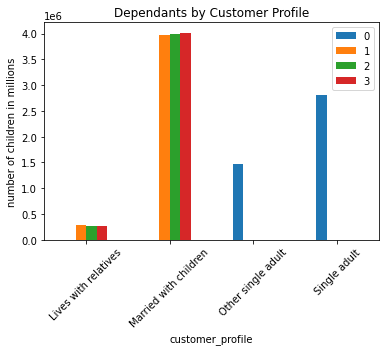 Dependants by Customer Profile
1e6
4.0
3.5
3.0
2.5
2.0
1.5
1.0
0.5
0.0
number of children in millions
0
1
2
3
Lives with relatives
Married with children
Other single adult
Single adult
customer_profile